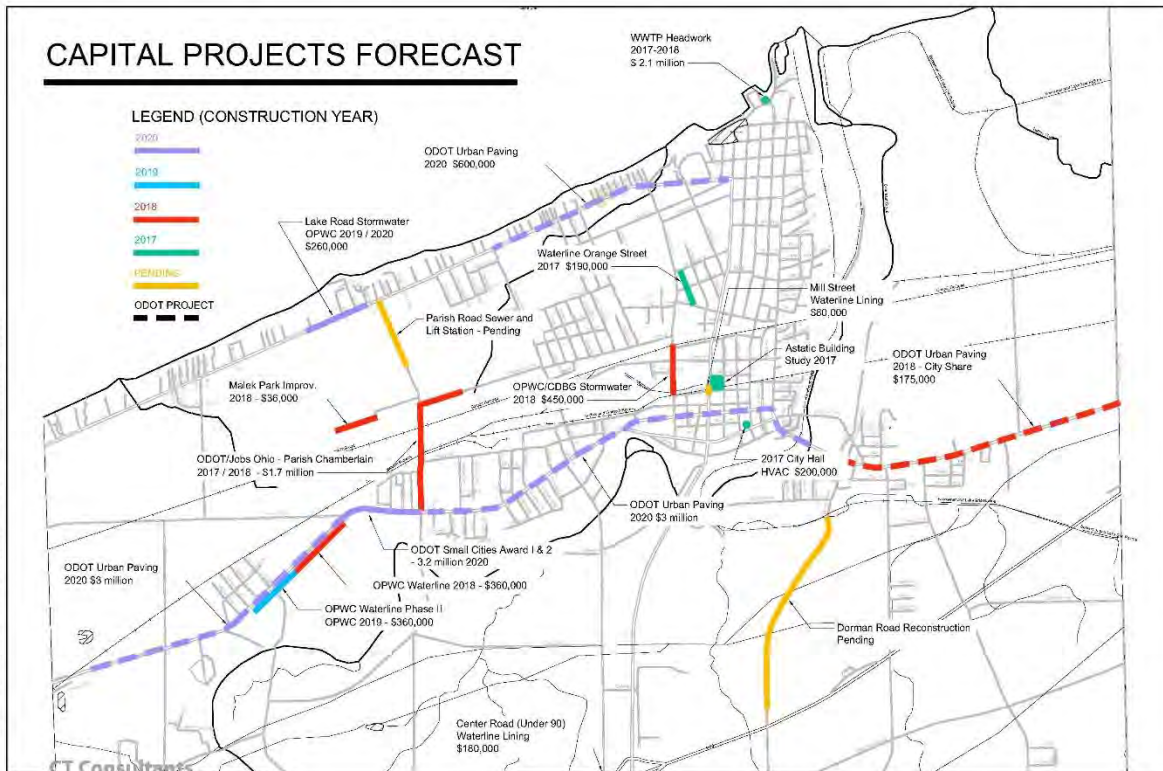 CAPITAL PROJECTS FORECAST
LEGEND (CONSTRUCTION YEAR)
2020
2019
2018
2017
PENDING
ODOT PROJECT
WWTP Headwork
2017-2018
$ 2.1 million
ODOT Urban Paving
2020 $600,000
Lake Road Stormwater
OPWC 2019 / 2020
$260,000
Waterline Orange Street
2017 $190,000
Parish Road Sewer and
Lift Station - Pending
Mill Street
Waterline Lining
$80,000
Astatic Building
Study 2017
ODOT Urban Paving
2018 - City Share
$175,000
Malek Park Improv.
2018 - $36,000
OPWC/CDBG Stormwater
2018 $450,000
ODOT/Jobs Ohio - Parish Chamberlain
2017 / 2018 - $1.7 million
2017 City Hall
HVAC $200,000
ODOT Urban Paving
2020 $3 million
ODOT Small Cities Award I & 2
- 3.2 million 2020
ODOT Urban Paving
2020 $3 million
OPWC Waterline 2018 - $360,000
OPWC Waterline Phase II
OPWC 2019 - $360,000
Dorman Road Reconstruction
Pending
Center Road (Under 90)
Waterline Lining
$180,000
CT Consultants